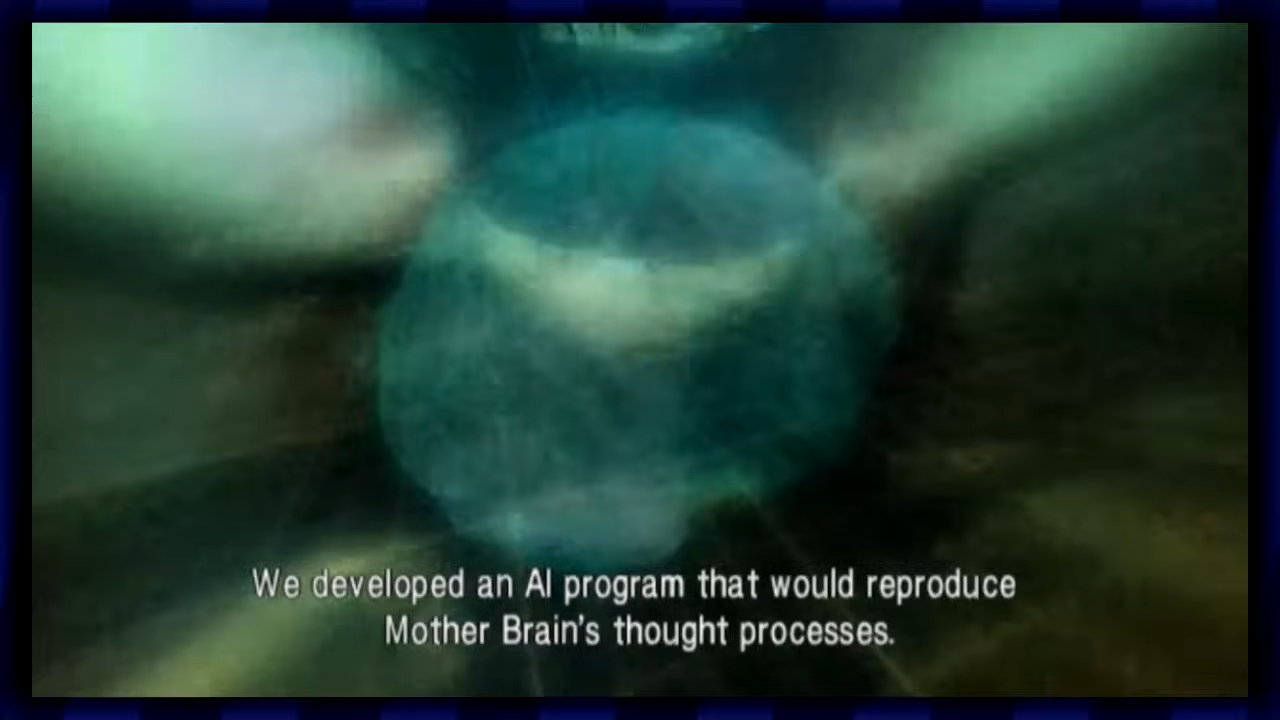 We developed an AI program that would reproduce
Mother Brain's thought processes.